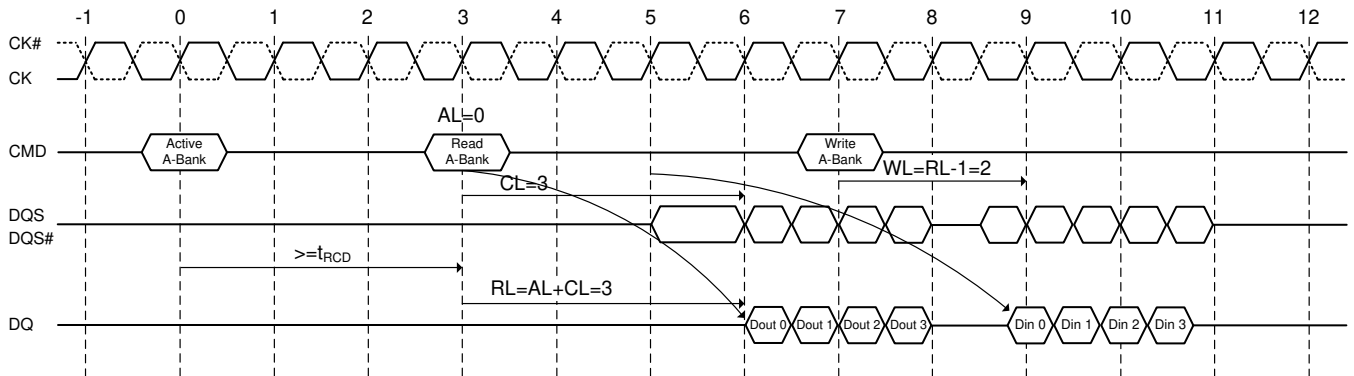 -1 0 1 2 3 4 5 6 7 8 9 10 11 12
CK#
CK
AL=0
CMD
Active
A-Bank
Read
A-Bank
Write
A-Bank
WL=RL-1=2
CL=3
DQS
DQS#
>=tRCD
RL=AL+CL=3
DQ
Dout 0 Dout 1 Dout 2 Dout 3 Din 0 Din 1 Din 2 Din 3